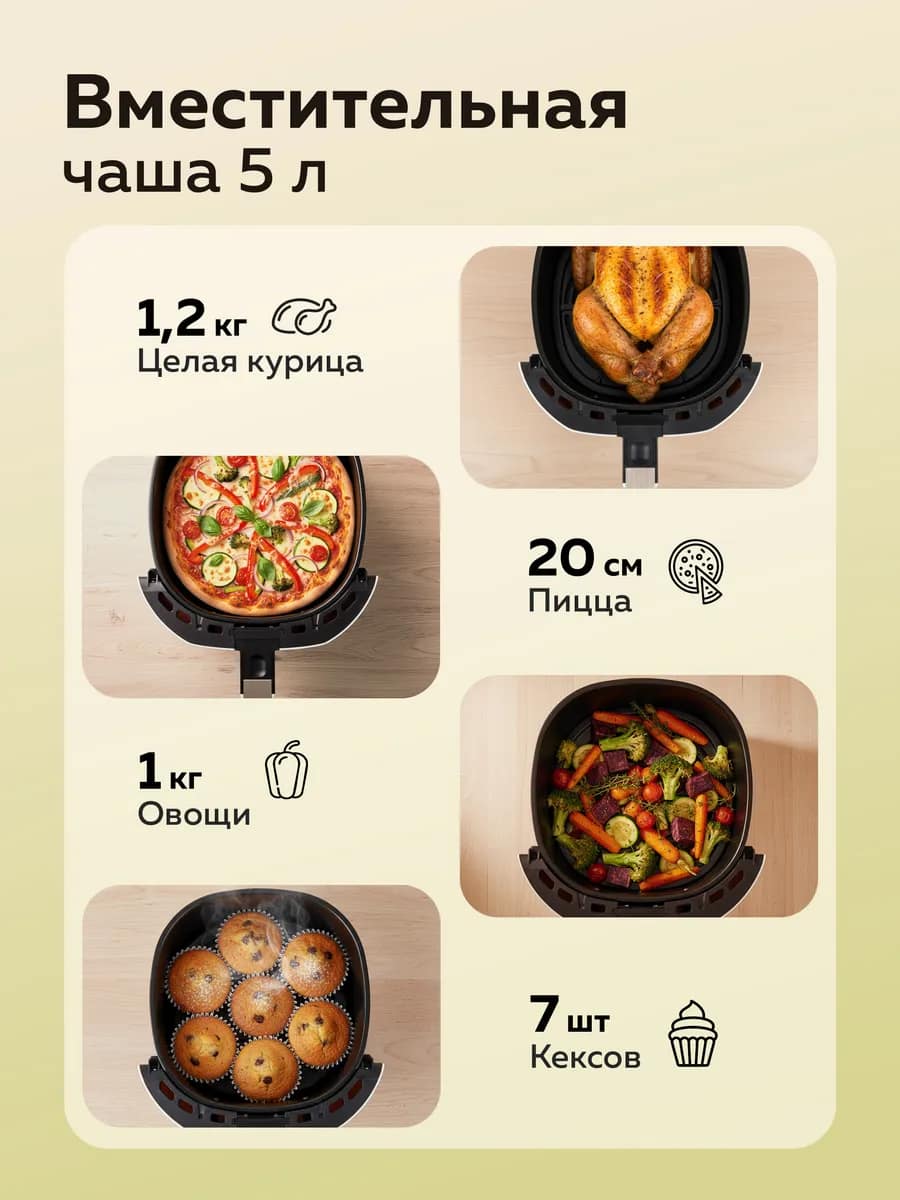 Вместительная
чаша 5 л
1,2 кг
Целая курица
20 см
Пицца
1 кг
Овощи
7 шт
Кексов